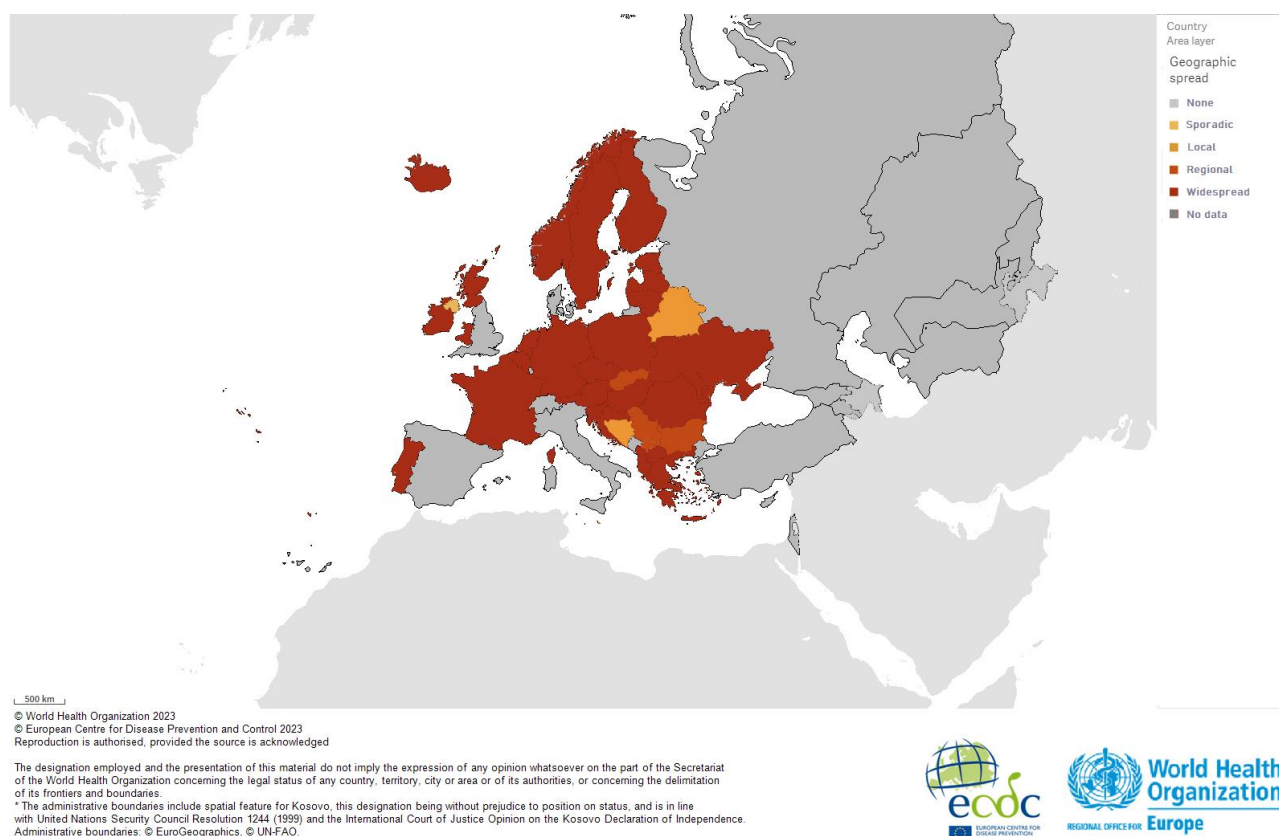 Country
Area layer
Geographic
spread
None
Sporadic
Local
Regional
Widespread
No data
500 km
© World Health Organization 2023
© European Centre for Disease Prevention and Control 2023
Reproduction is authorised, provided the source is acknowledged
The designation employed and the presentation of this material do not imply the expression of any opinion whatsoever on the part of the Secretariat
of the World Health Organization concerning the legal status of any country, territory, city or area or of its authorities, or concerning the delimitation
of its frontiers and boundaries.
* The administrative boundaries include spatial feature for Kosovo, this designation being without prejudice to position on status, and is in line
with United Nations Security Council Resolution 1244 (1999) and the International Court of Justice Opinion on the Kosovo Declaration of Independence.
Administrative boundaries: © EuroGeographics, © UN-FAO.
ecdc
EUROPEAN CENTRE FOR
DISEASE PREVENTION
World Health
Organization
REGIONAL OFFICE FOR Europe